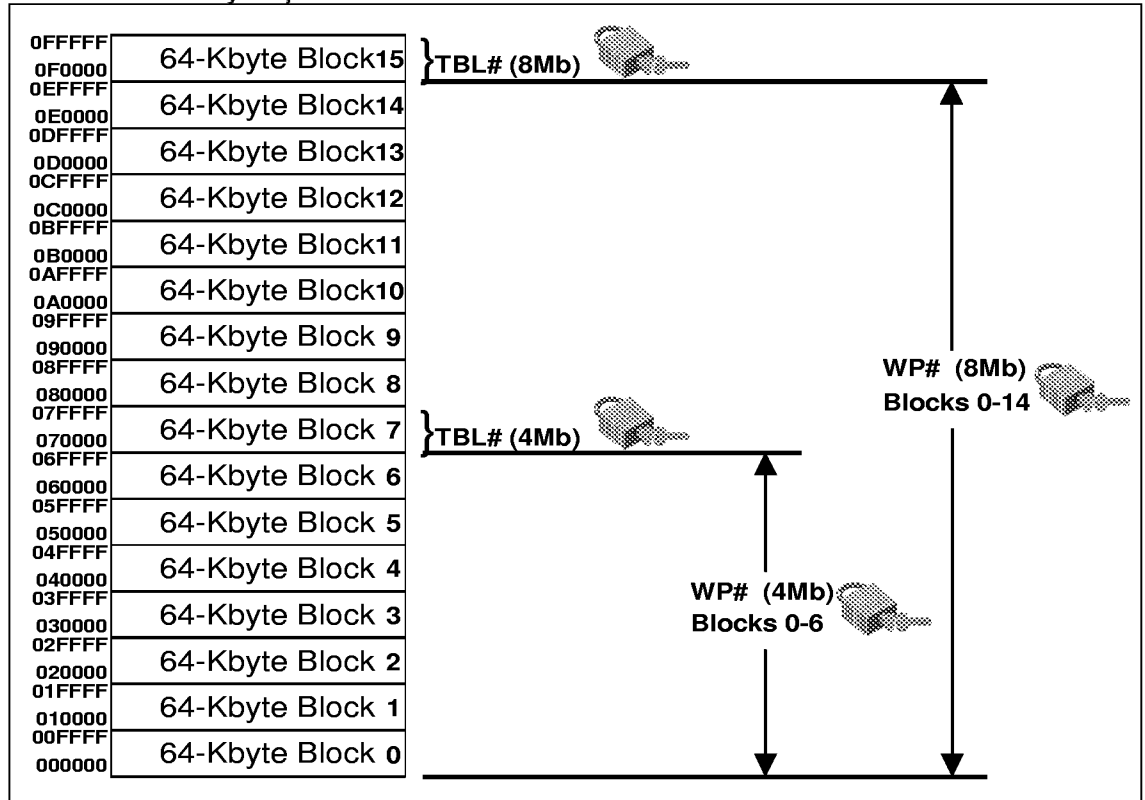 0FFFFF
64-Kbyte Block15
0F0000
}TBL# (8Mb)
0EFFFF
64-Kbyte Block14
0E0000
0DFFFF
64-Kbyte Block13
0D0000
0CFFFF
64-Kbyte Block12
0C0000
0BFFFF
64-Kbyte Block11
0B0000
0AFFFF
64-Kbyte Block10
0A0000
09FFFF
64-Kbyte Block 9
090000
08FFFF
64-Kbyte Block 8
080000
WP# (8Mb)
Blocks 0-14
07FFFF
64-Kbyte Block 7
070000
}TBL# (4Mb)
06FFFF
64-Kbyte Block 6
060000
05FFFF
64-Kbyte Block 5
050000
04FFFF
64-Kbyte Block 4
040000
03FFFF
64-Kbyte Block 3
030000
WP# (4Mb)
Blocks 0-6
02FFFF
64-Kbyte Block 2
020000
01FFFF
64-Kbyte Block 1
010000
00FFFF
64-Kbyte Block 0
000000